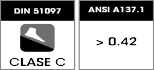 DIN 51097
CLASE C
ANSI A137.1
> 0.42